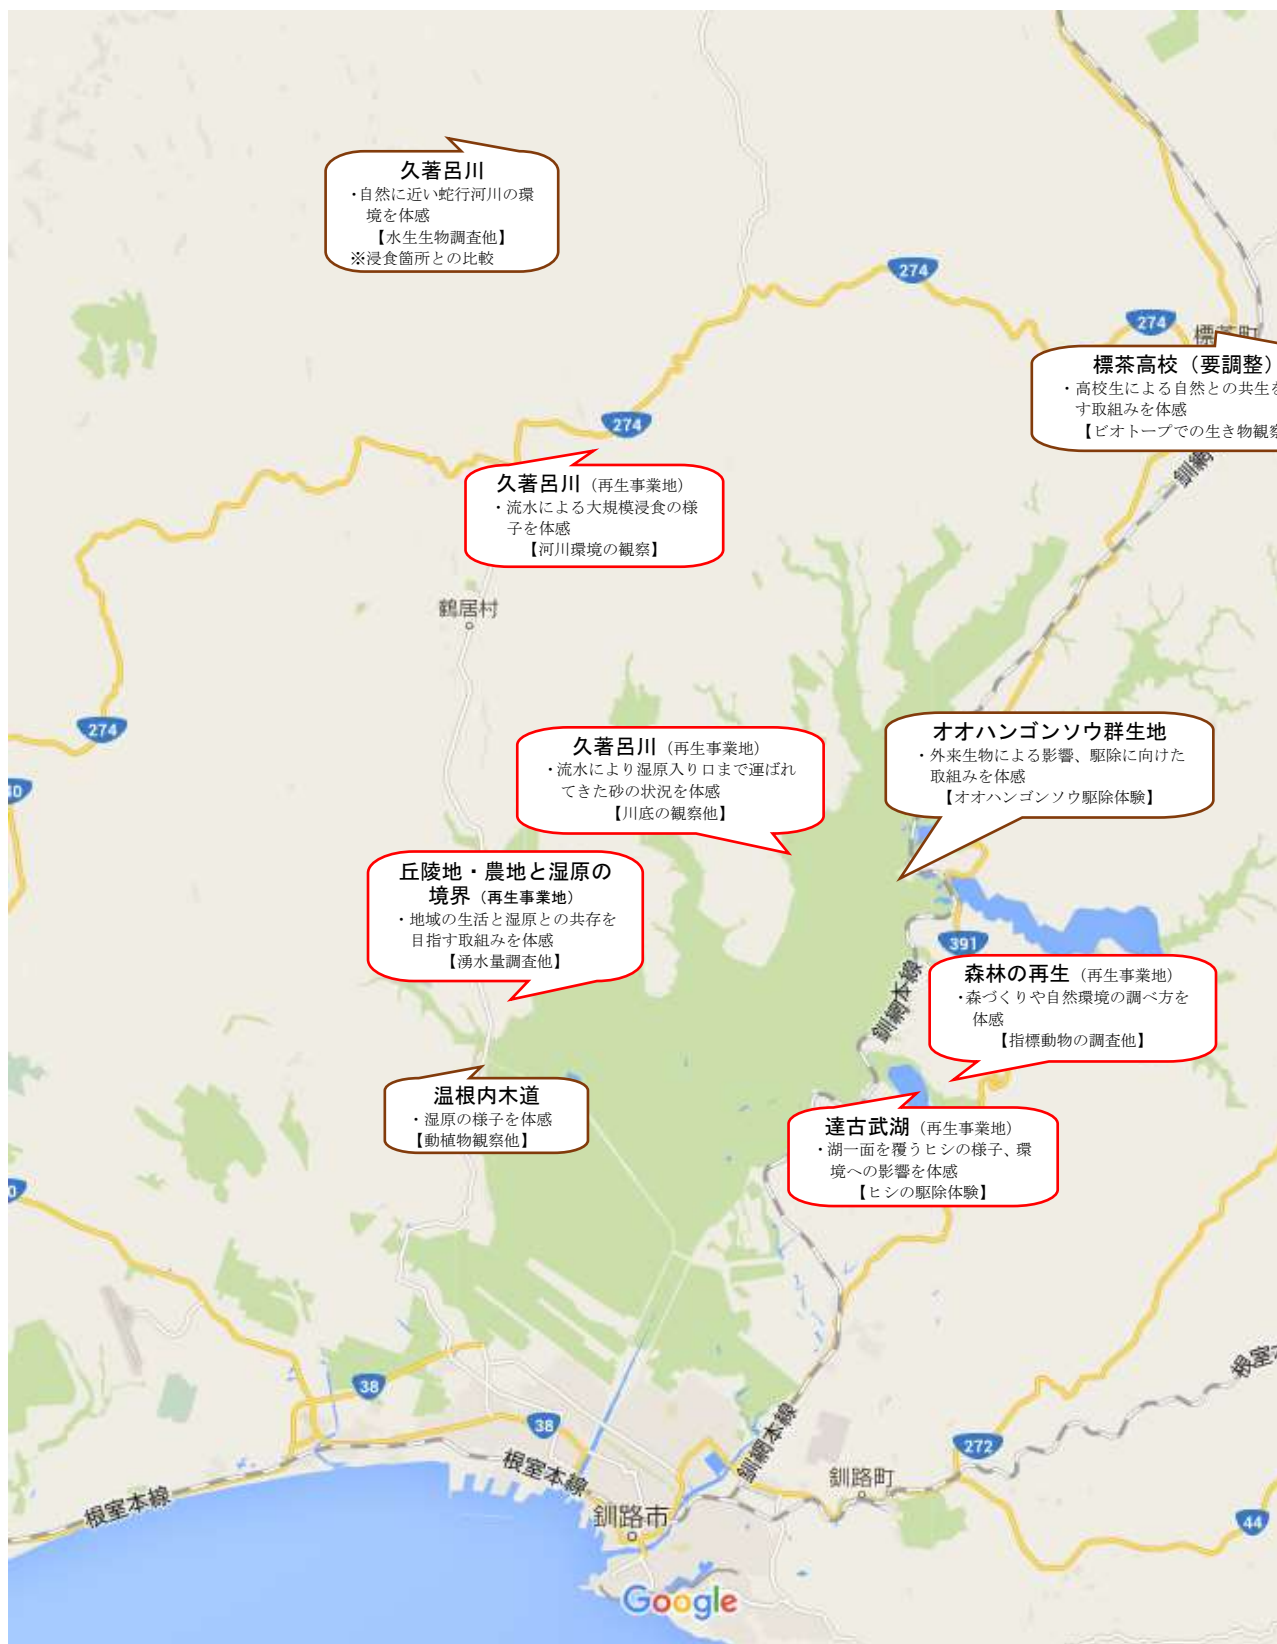 久著呂川
・自然に近い蛇行河川の環
境を体感
【水生生物調査他】
※浸食箇所との比較
274
274
標茶町
標茶高校（要調整）
・高校生による自然との共生を
す取組みを体感
【ビオトープでの生き物観察
274
久著呂川（再生事業地）
・流水による大規模浸食の様
子を体感
【河川環境の観察】
釧網
鶴居村
274
久著呂川（再生事業地）
・流水により湿原入り口まで運ばれ
てきた砂の状況を体感
【川底の観察他】
オオハンゴンソウ群生地
・外来生物による影響、駆除に向けた
取組みを体感
【オオハンゴンソウ駆除体験】
丘陵地・農地と湿原の
境界（再生事業地）
・地域の生活と湿原との共存を
目指す取組みを体感
【湧水量調査他】
391
釧網本線
森林の再生（再生事業地）
・森づくりや自然環境の調べ方を
体感
【指標動物の調査他】
温根内木道
・湿原の様子を体感
【動植物観察他】
達古武湖（再生事業地）
・湖一面を覆うヒシの様子、環
境への影響を体感
【ヒシの駆除体験】
根室本
38
38
272
釧網本線
根室本線
釧路町
根室本線
釧路市
44
Google